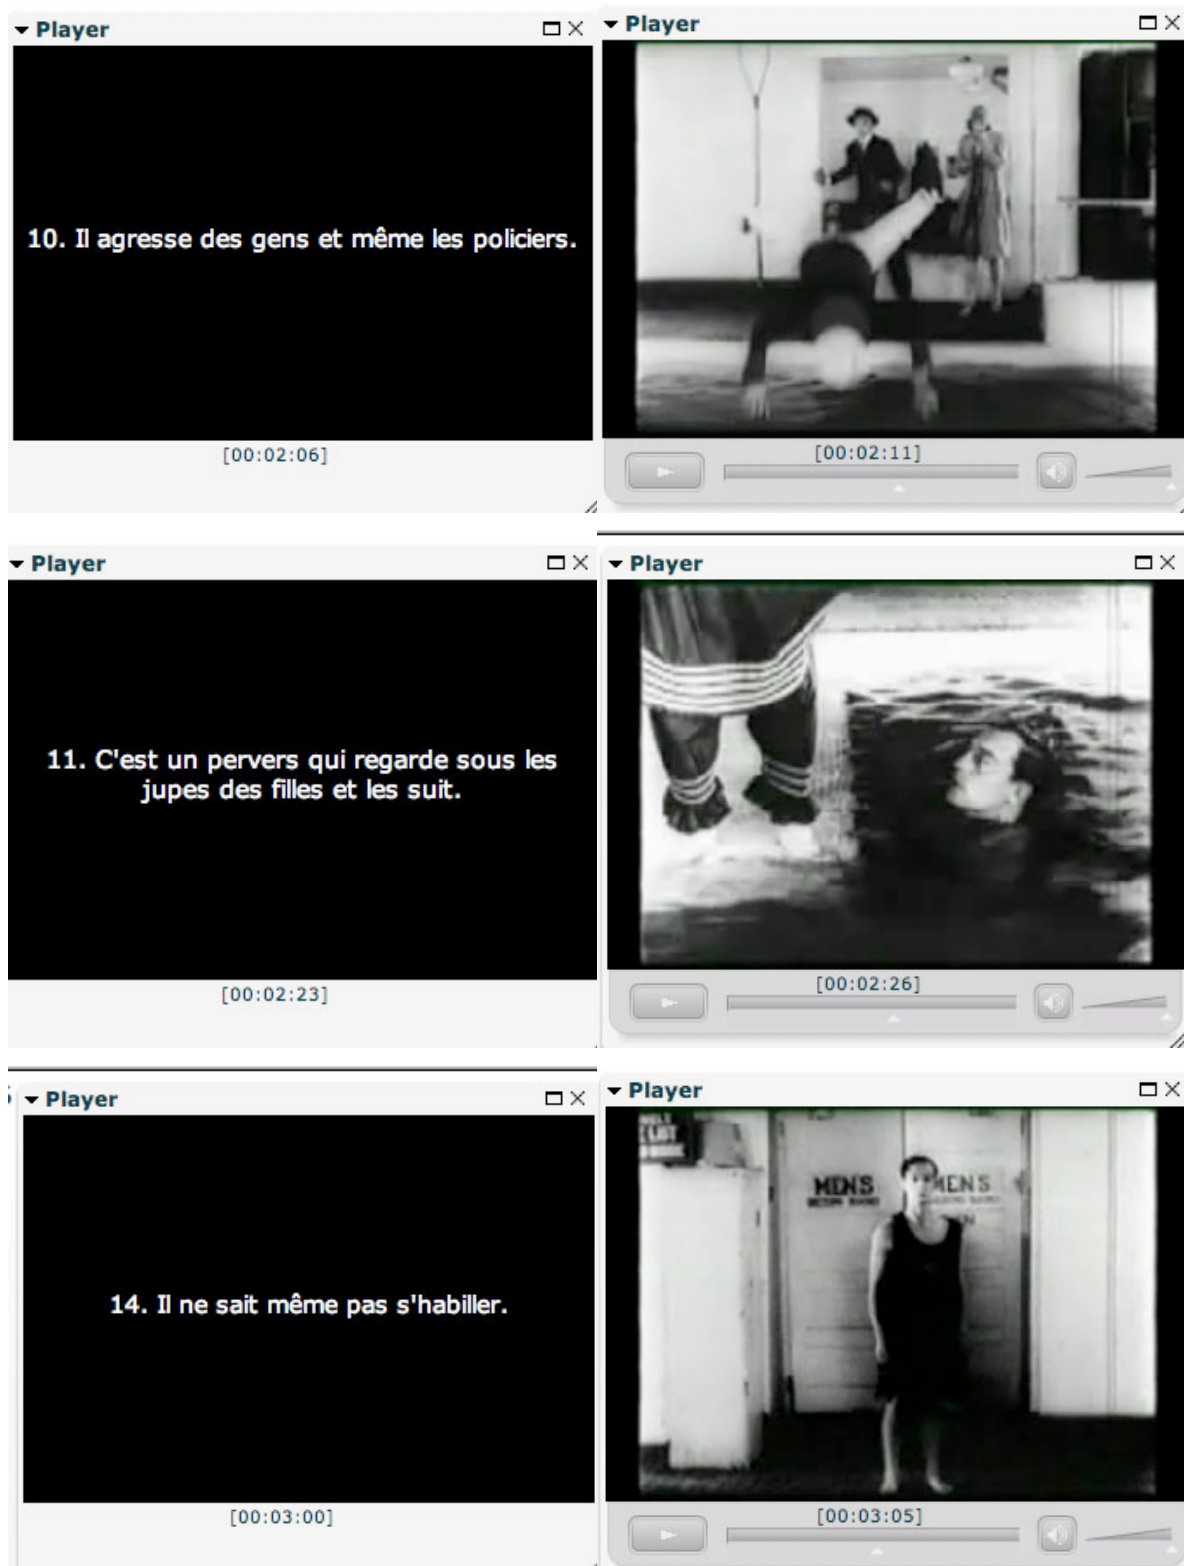 Player
Player
10. Il agresse des gens et même les policiers.
[00:02:06]
[00:02:11]
Player
Player
11. C'est un pervers qui regarde sous les
jupes des filles et les suit.
[00:02:23]
[00:02:26]
Player
Player
14. Il ne sait même pas s'habiller.
MEN'S
MEN'S
[00:03:00]
[00:03:05]